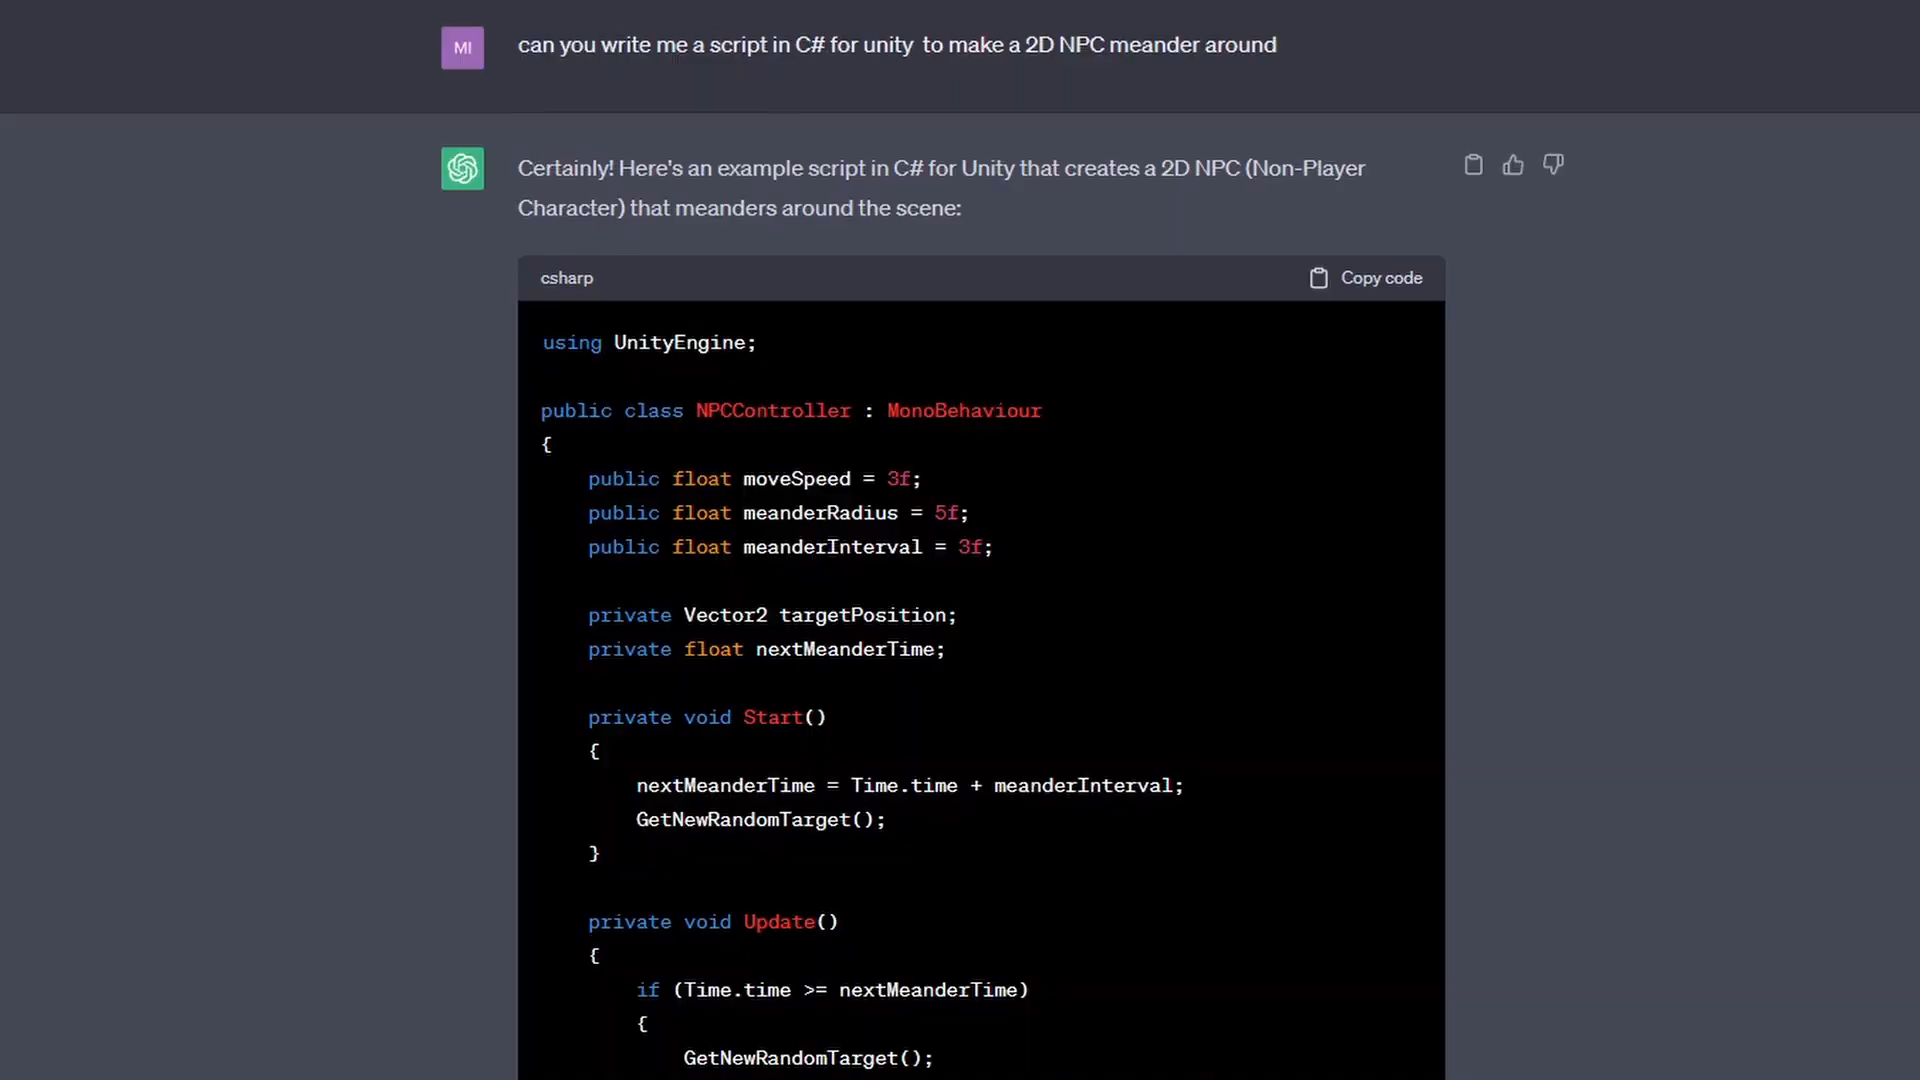 MI
can you write me a script in C# for unity  to make a 2D NPC meander around
Certainly! Here's an example script in C# for Unity that creates a 2D NPC (Non-Player
Character) that meanders around the scene:
csharp
Copy code
using UnityEngine;
public class NPCController : MonoBehaviour
{
    public float moveSpeed = 3f;
    public float meanderRadius = 5f;
    public float meanderInterval = 3f;
    private Vector2 targetPosition;
    private float nextMeanderTime;
    private void Start()
    {
        nextMeanderTime = Time.time + meanderInterval;
        GetNewRandomTarget();
    }
    private void Update()
    {
        if (Time.time >= nextMeanderTime)
        {
            GetNewRandomTarget();